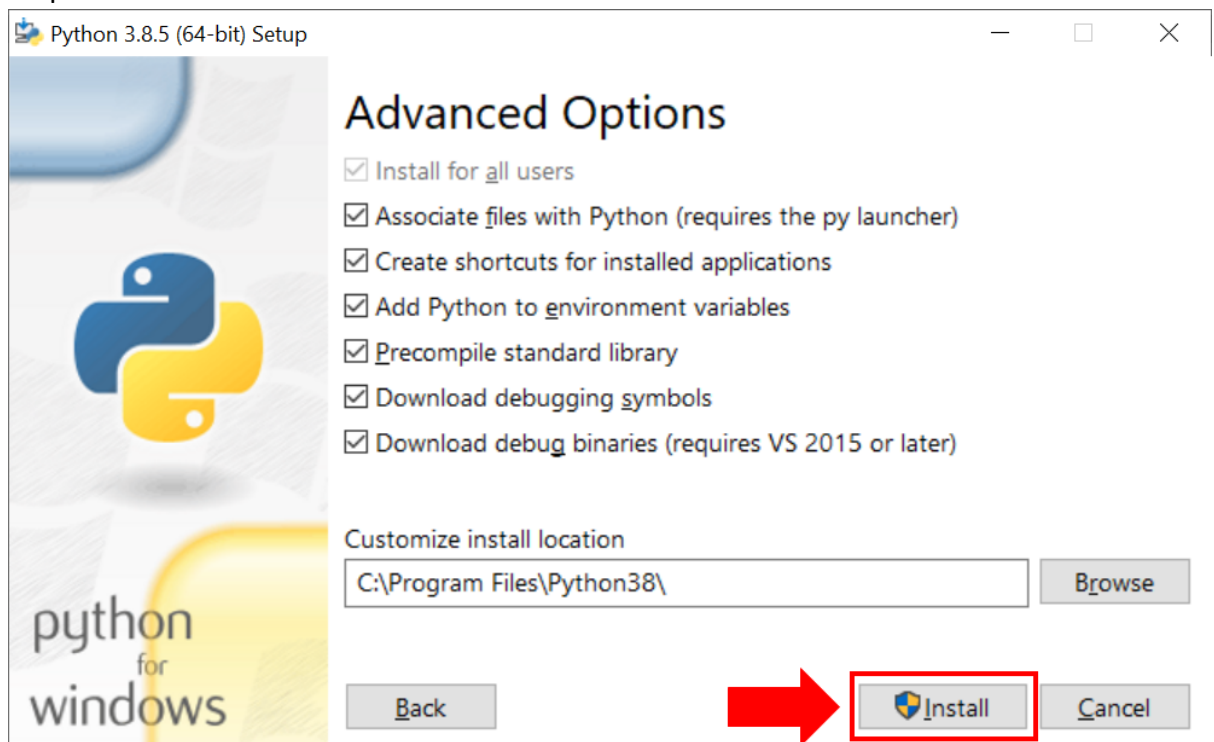 Python 3.8.5 (64-bit) Setup
Advanced Options
Install for all users
Associate files with Python (requires the py launcher)
Create shortcuts for installed applications
Add Python to environment variables
Precompile standard library
Download debugging symbols
Download debug binaries (requires VS 2015 or later)
Customize install location
C:\Program Files\Python38\
Browse
python
for
windows
Back
Install
Cancel